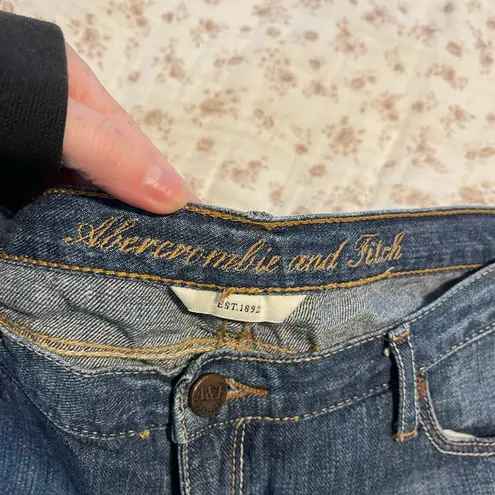 Abercrombie and Fitch
EST. 1892
A&F